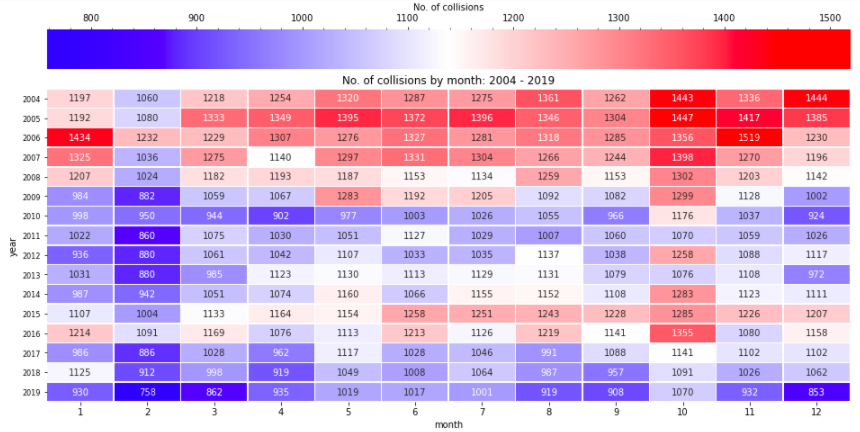 No. of collisions
800 900 1000 1100 1200 1300 1400 1500
No. of collisions by month: 2004 - 2019
2004 1197 1060 1218 1254 1320 1287 1275 1361 1262 1443 1336 1444
2005 1192 1080 1333 1349 1395 1372 1396 1346 1304 1447 1417 1385
2006 1434 1232 1229 1307 1276 1327 1281 1318 1285 1356 1519 1230
2007 1325 1036 1275 1140 1297 1331 1304 1266 1244 1398 1270 1196
2008 1207 1024 1182 1193 1187 1153 1134 1259 1153 1302 1203 1142
2009 984 882 1059 1067 1283 1192 1205 1092 1082 1299 1128 1002
2010 998 950 944 902 977 1003 1026 1055 966 1176 1037 924
2011 1022 860 1075 1030 1051 1127 1029 1007 1060 1070 1059 1026
year
2012 936 880 1061 1042 1107 1033 1035 1137 1038 1258 1088 1117
2013 1031 880 985 1123 1130 1113 1129 1131 1079 1076 1108 972
2014 987 942 1051 1074 1160 1066 1155 1152 1108 1283 1123 1111
2015 1107 1004 1133 1164 1154 1258 1251 1243 1228 1285 1226 1207
2016 1214 1091 1169 1076 1113 1213 1126 1219 1141 1355 1080 1158
2017 986 886 1028 962 1117 1028 1046 991 1088 1141 1102 1102
2018 1125 912 998 919 1049 1008 1064 987 957 1091 1026 1062
2019 930 758 862 935 1019 1017 1001 919 908 1070 932 853
1 2 3 4 5 6 7 8 9 10 11 12
month